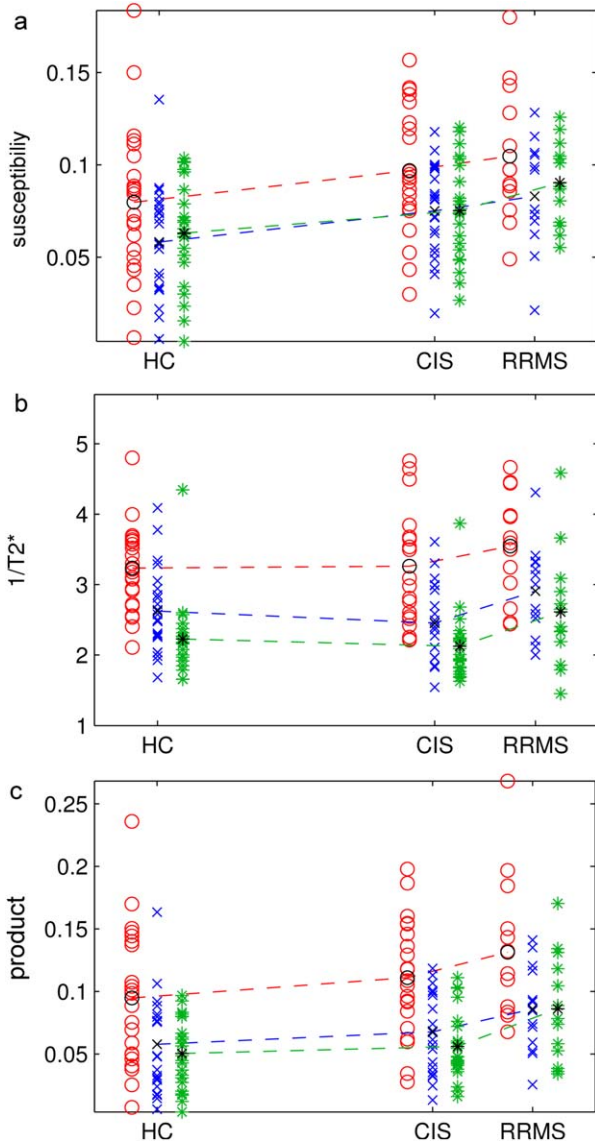 a
0.15
0.1
0.05
susceptibiliy
HC CIS RRMS
b
5
4
3
2
1
1/T2*
HC CIS RRMS
c
0.25
0.2
0.15
0.1
0.05
product
HC CIS RRMS